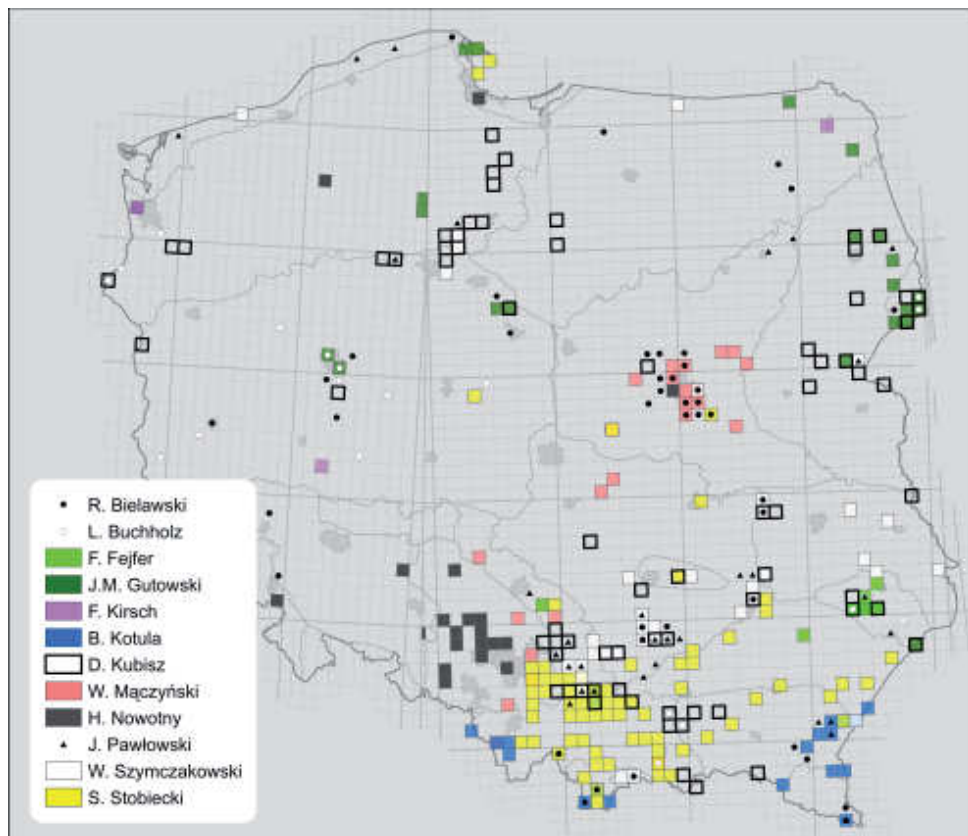 R. Bielawski
L. Buchholz
F. Fejfer
J.M. Gutowski
F. Kirsch
B. Kotula
D. Kubisz
W. Mączyński
H. Nowotny
J. Pawłowski
W. Szymczakowski
S. Stobiecki